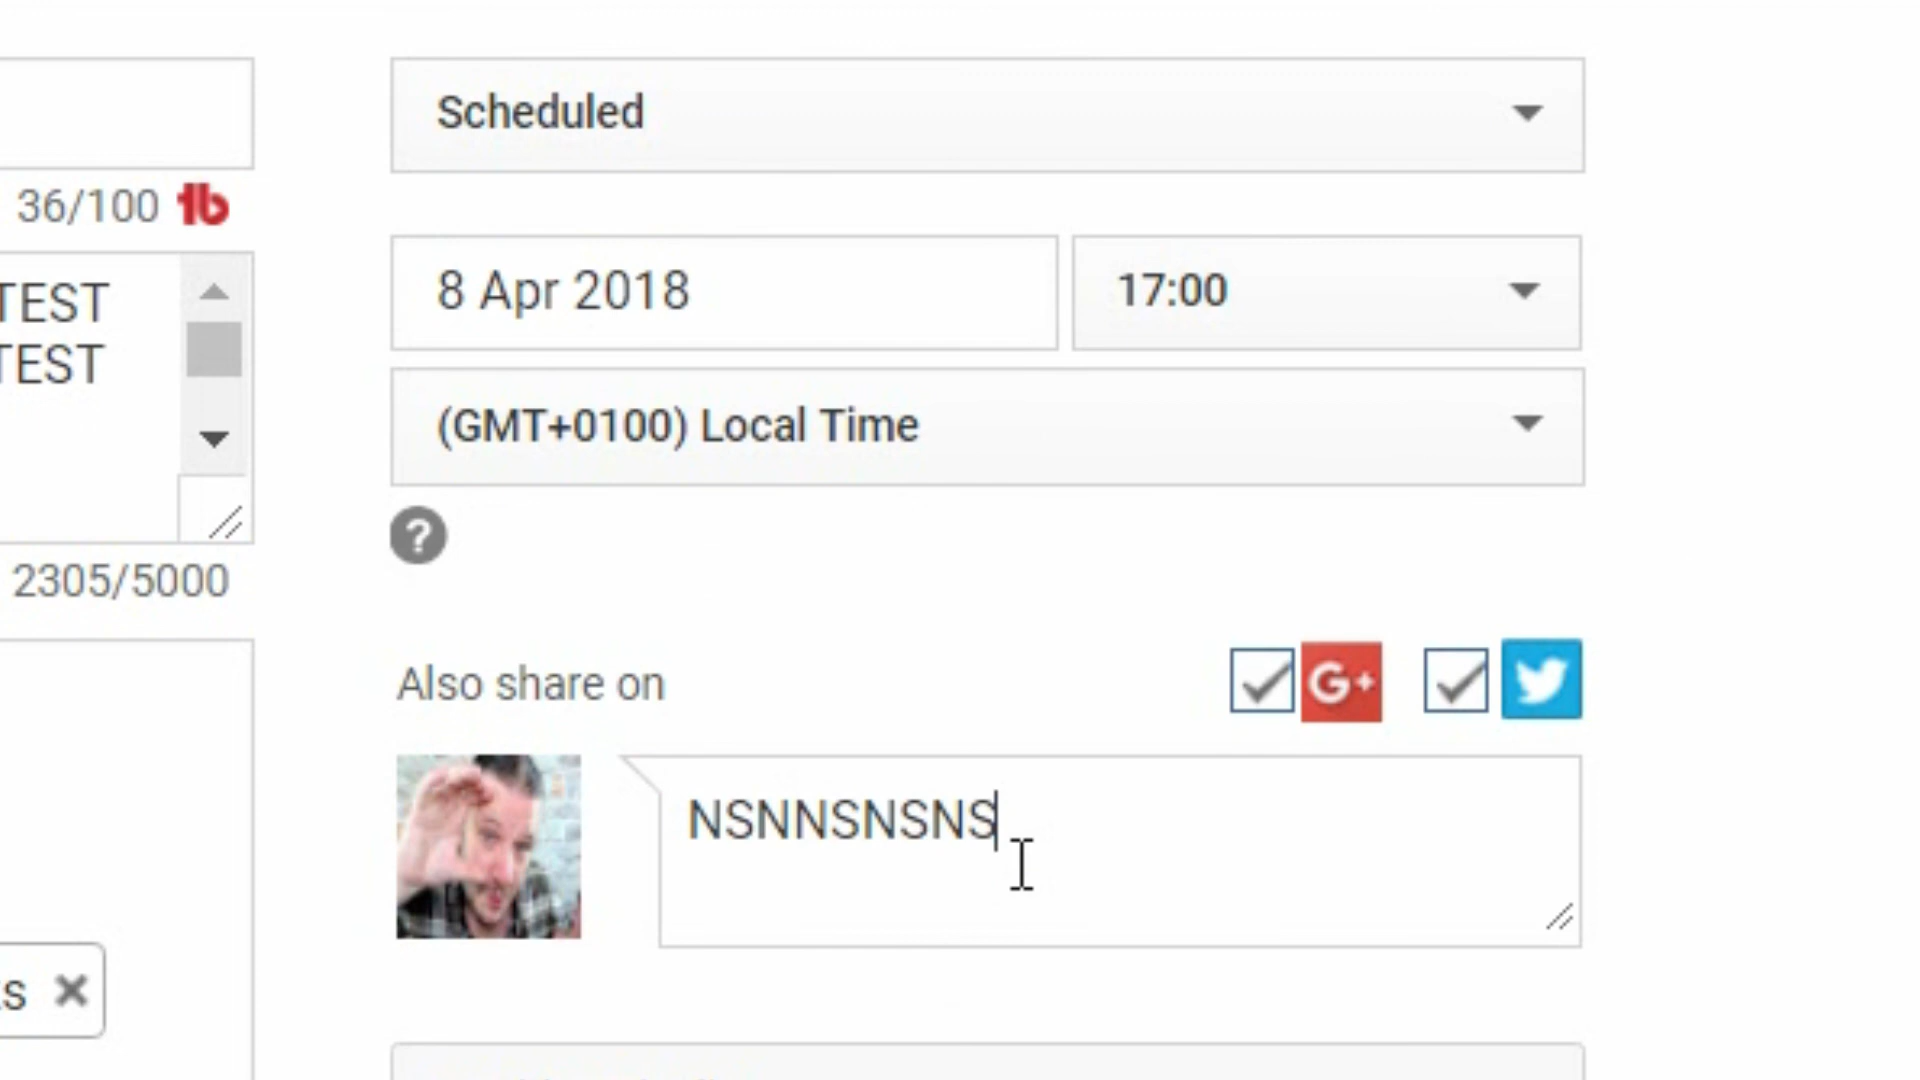 Scheduled
36/100
8 Apr 2018
17:00
TEST
TEST
(GMT+0100) Local Time
?
2305/5000
Also share on
G+
NSNNSNSNS